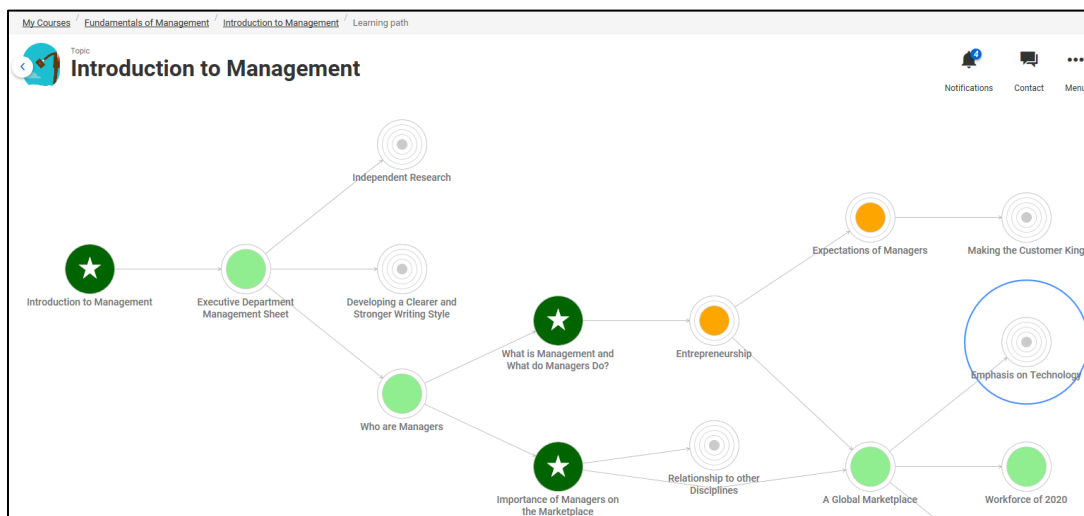 My Courses / Fundamentals of Management / Introduction to Management / Learning path
Topic
Introduction to Management
4
Notifications
Contact
Menu
Independent Research
Expectations of Managers
Making the Customer King
Introduction to Management
Executive Department
Management Sheet
Developing a Clearer and
Stronger Writing Style
What is Management and
What do Managers Do?
Entrepreneurship
Emphasis on Technology
Who are Managers
Relationship to other
Disciplines
Importance of Managers on
the Marketplace
A Global Marketplace
Workforce of 2020